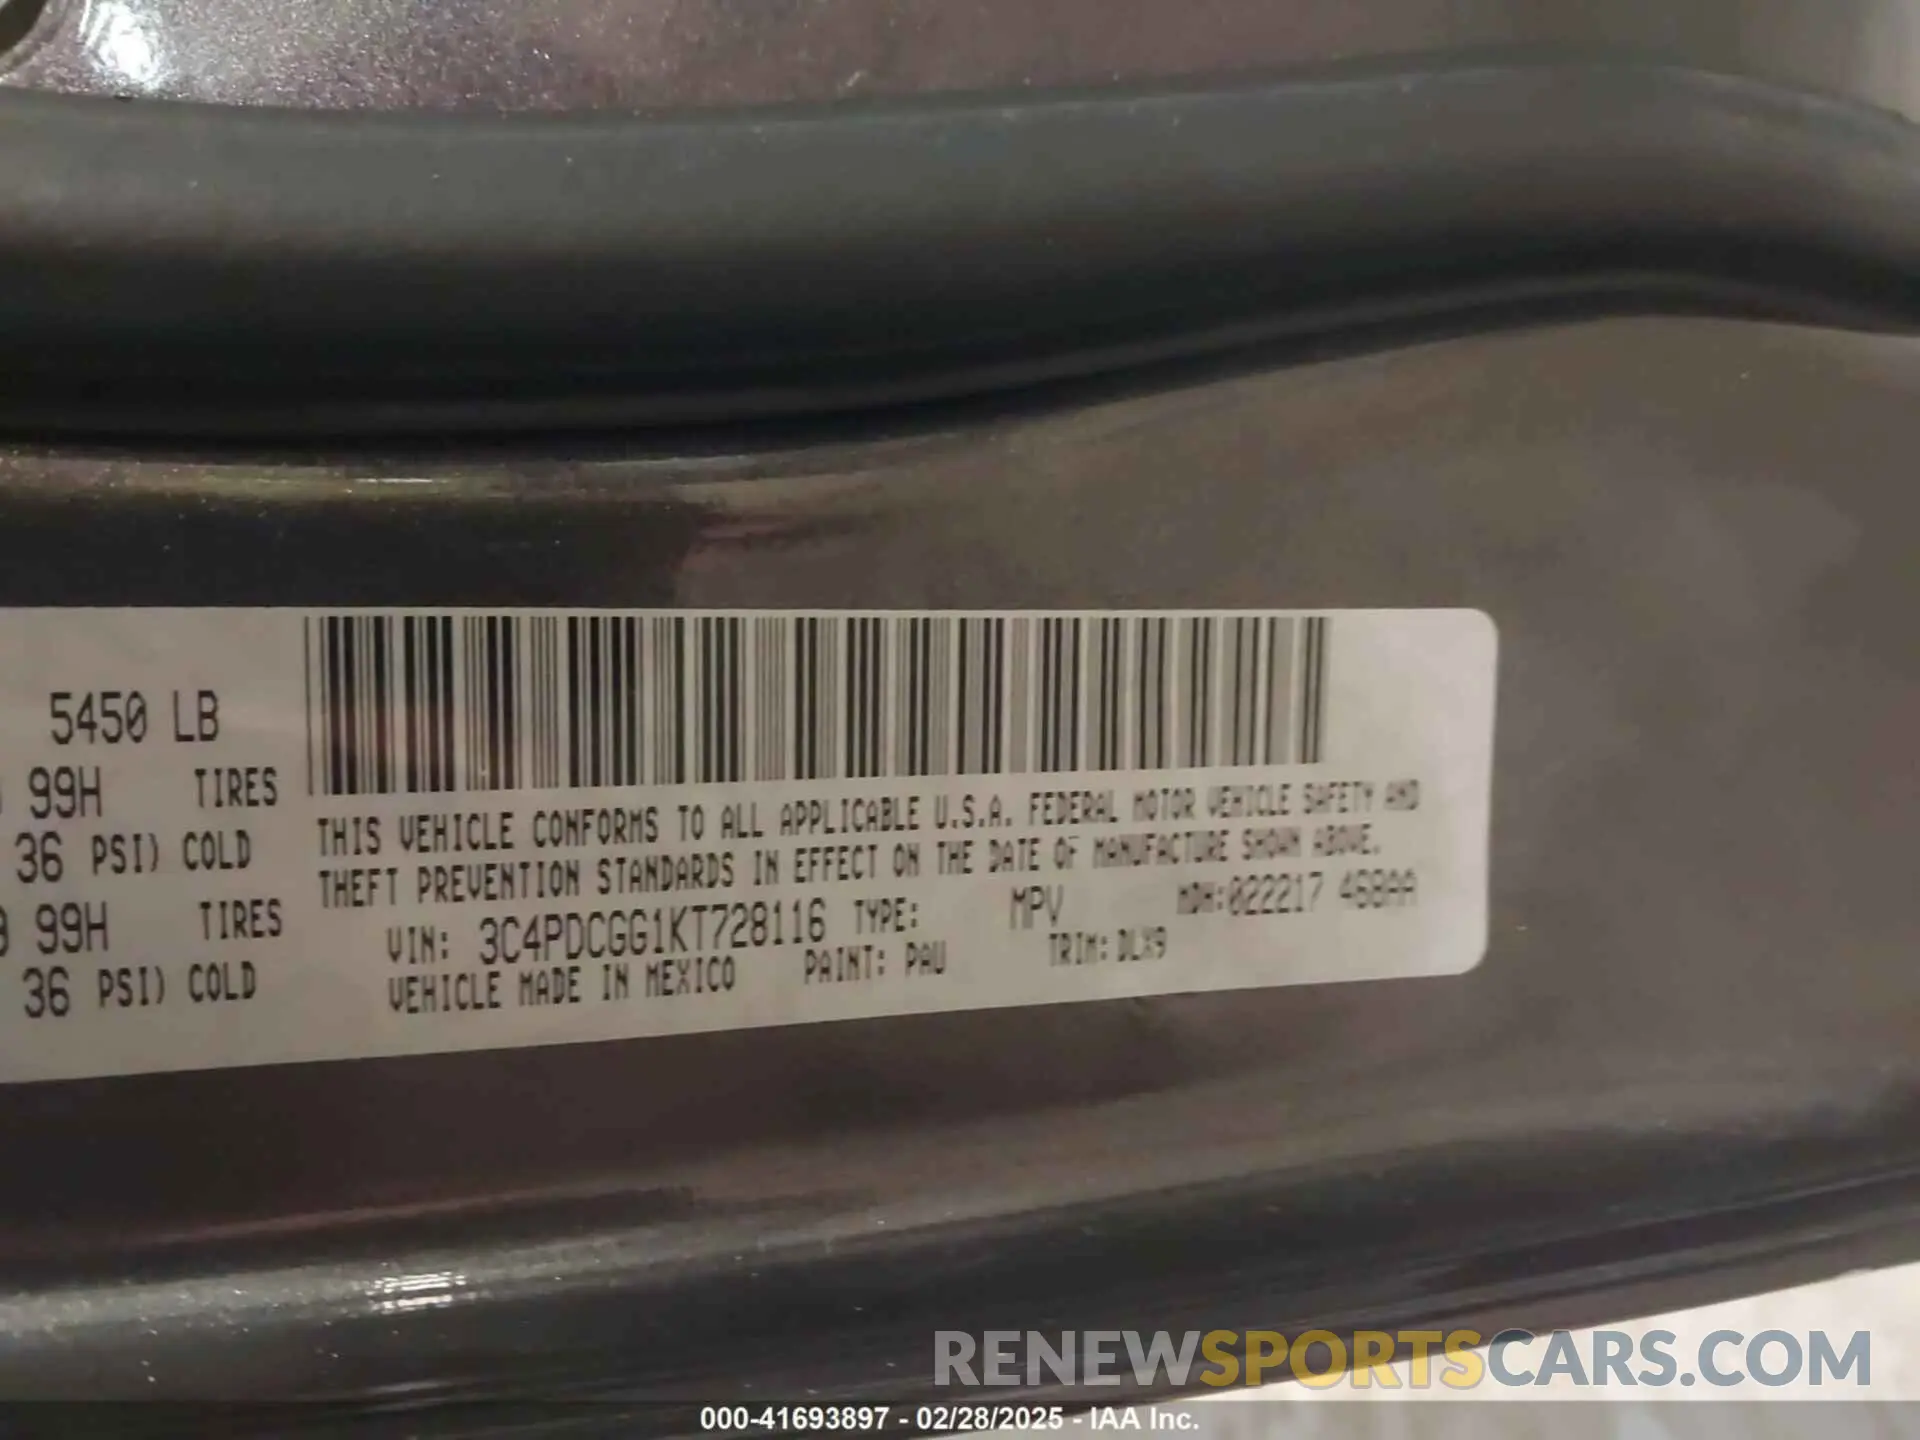 5450 LB
99H TIRES
36 PSI) COLD
99H TIRES
36 PSI) COLD
THIS VEHICLE CONFORMS TO ALL APPLICABLE U.S.A. FEDERAL MOTOR VEHICLE SAFETY AND
THEFT PREVENTION STANDARDS IN EFFECT ON THE DATE OF MANUFACTURE SHOWN ABOVE.
VIN: 3C4PDCGG1KT728116 TYPE: MPV MDH:022217 468AA
VEHICLE MADE IN MEXICO PAINT: PAU TRIM: DLX9
RENEWSPORTSCARS.COM
000-41693897 - 02/28/2025 - IAA Inc.